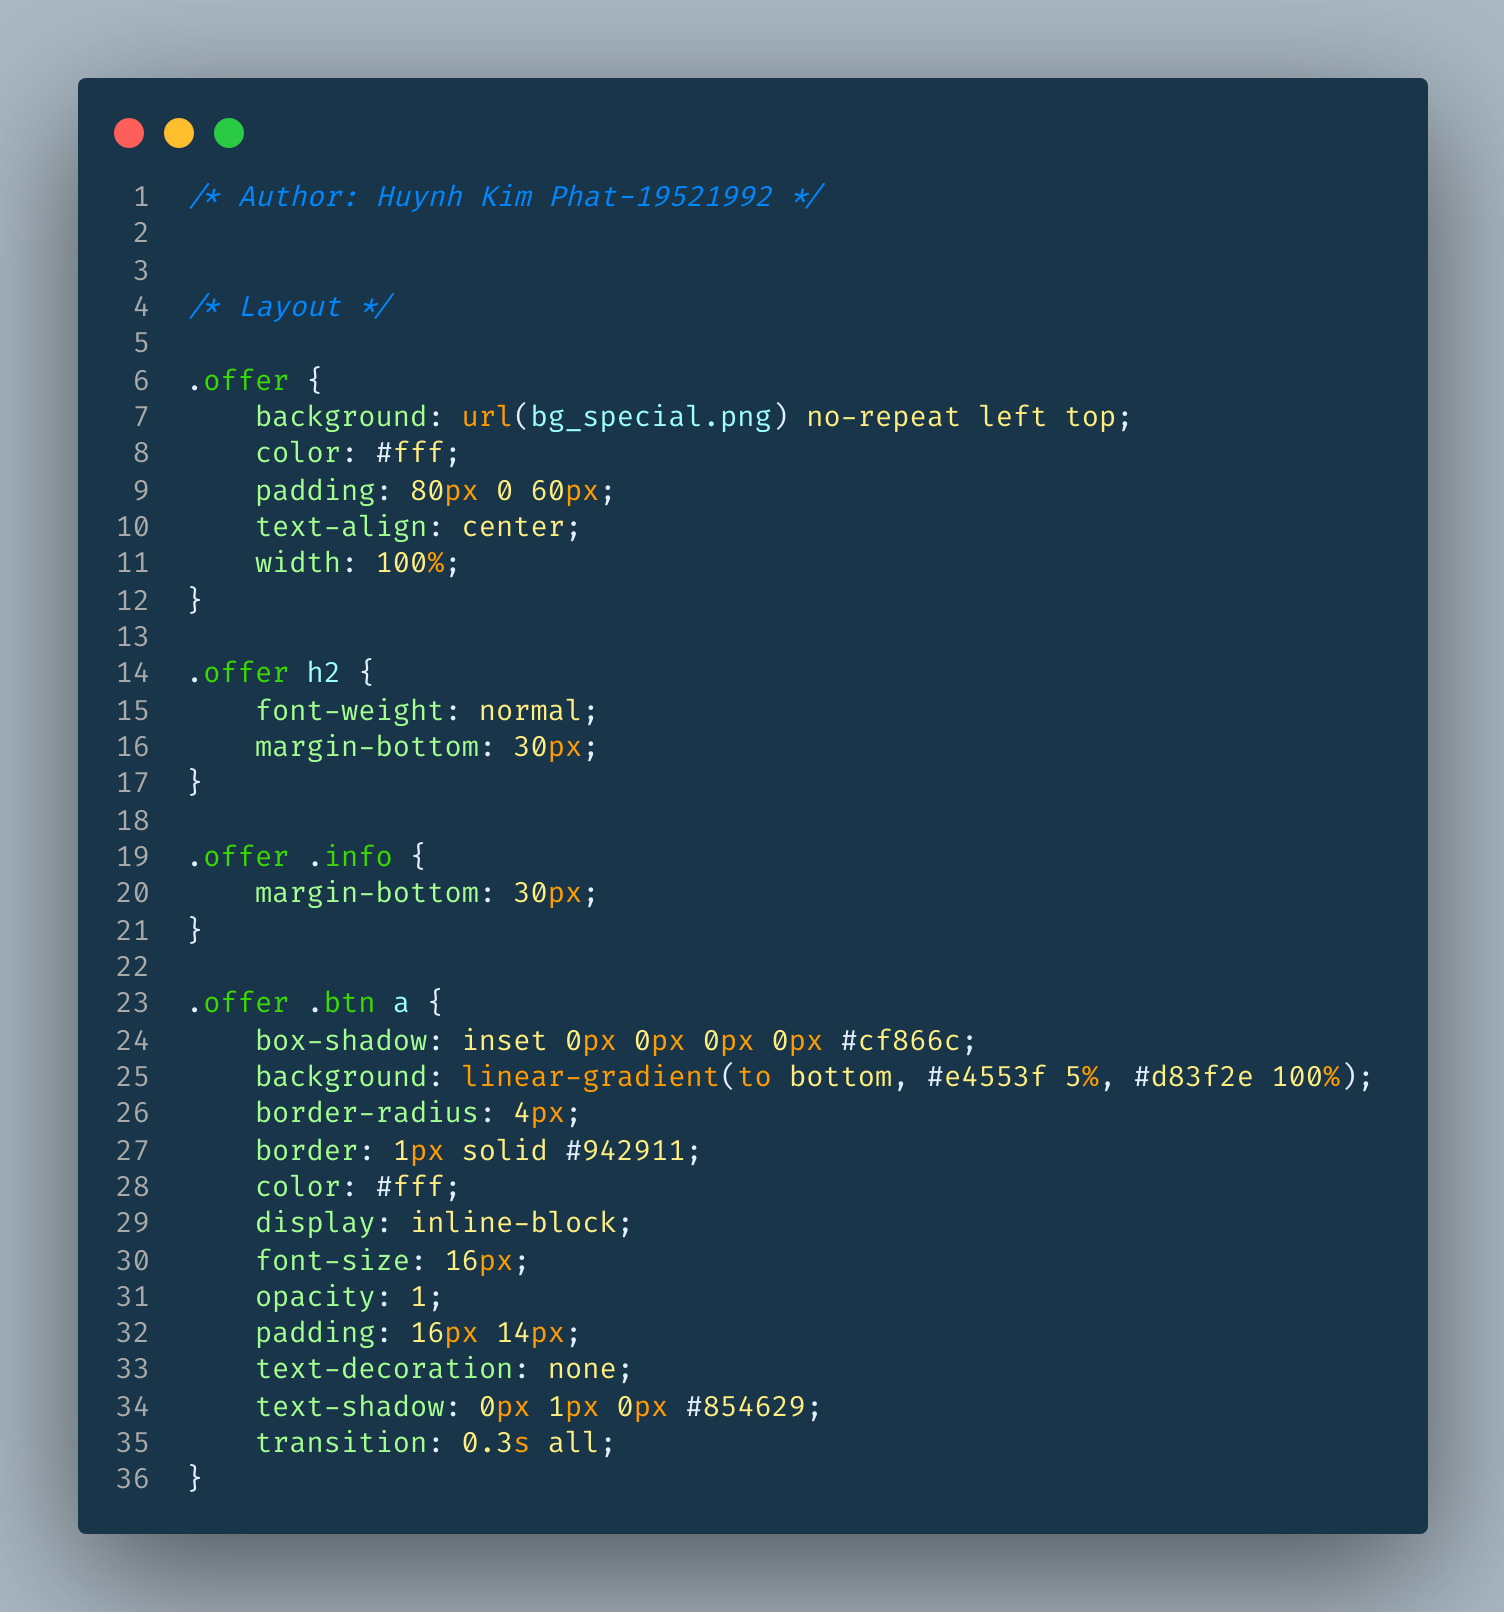 1 /* Author: Huynh Kim Phat-19521992 */
2
3
4 /* Layout */
5
6 .offer {
7     background: url(bg_special.png) no-repeat left top;
8     color: #fff;
9     padding: 80px 0 60px;
10     text-align: center;
11     width: 100%;
12 }
13
14 .offer h2 {
15     font-weight: normal;
16     margin-bottom: 30px;
17 }
18
19 .offer .info {
20     margin-bottom: 30px;
21 }
22
23 .offer .btn a {
24     box-shadow: inset 0px 0px 0px 0px #cf866c;
25     background: linear-gradient(to bottom, #e4553f 5%, #d83f2e 100%);
26     border-radius: 4px;
27     border: 1px solid #942911;
28     color: #fff;
29     display: inline-block;
30     font-size: 16px;
31     opacity: 1;
32     padding: 16px 14px;
33     text-decoration: none;
34     text-shadow: 0px 1px 0px #854629;
35     transition: 0.3s all;
36 }